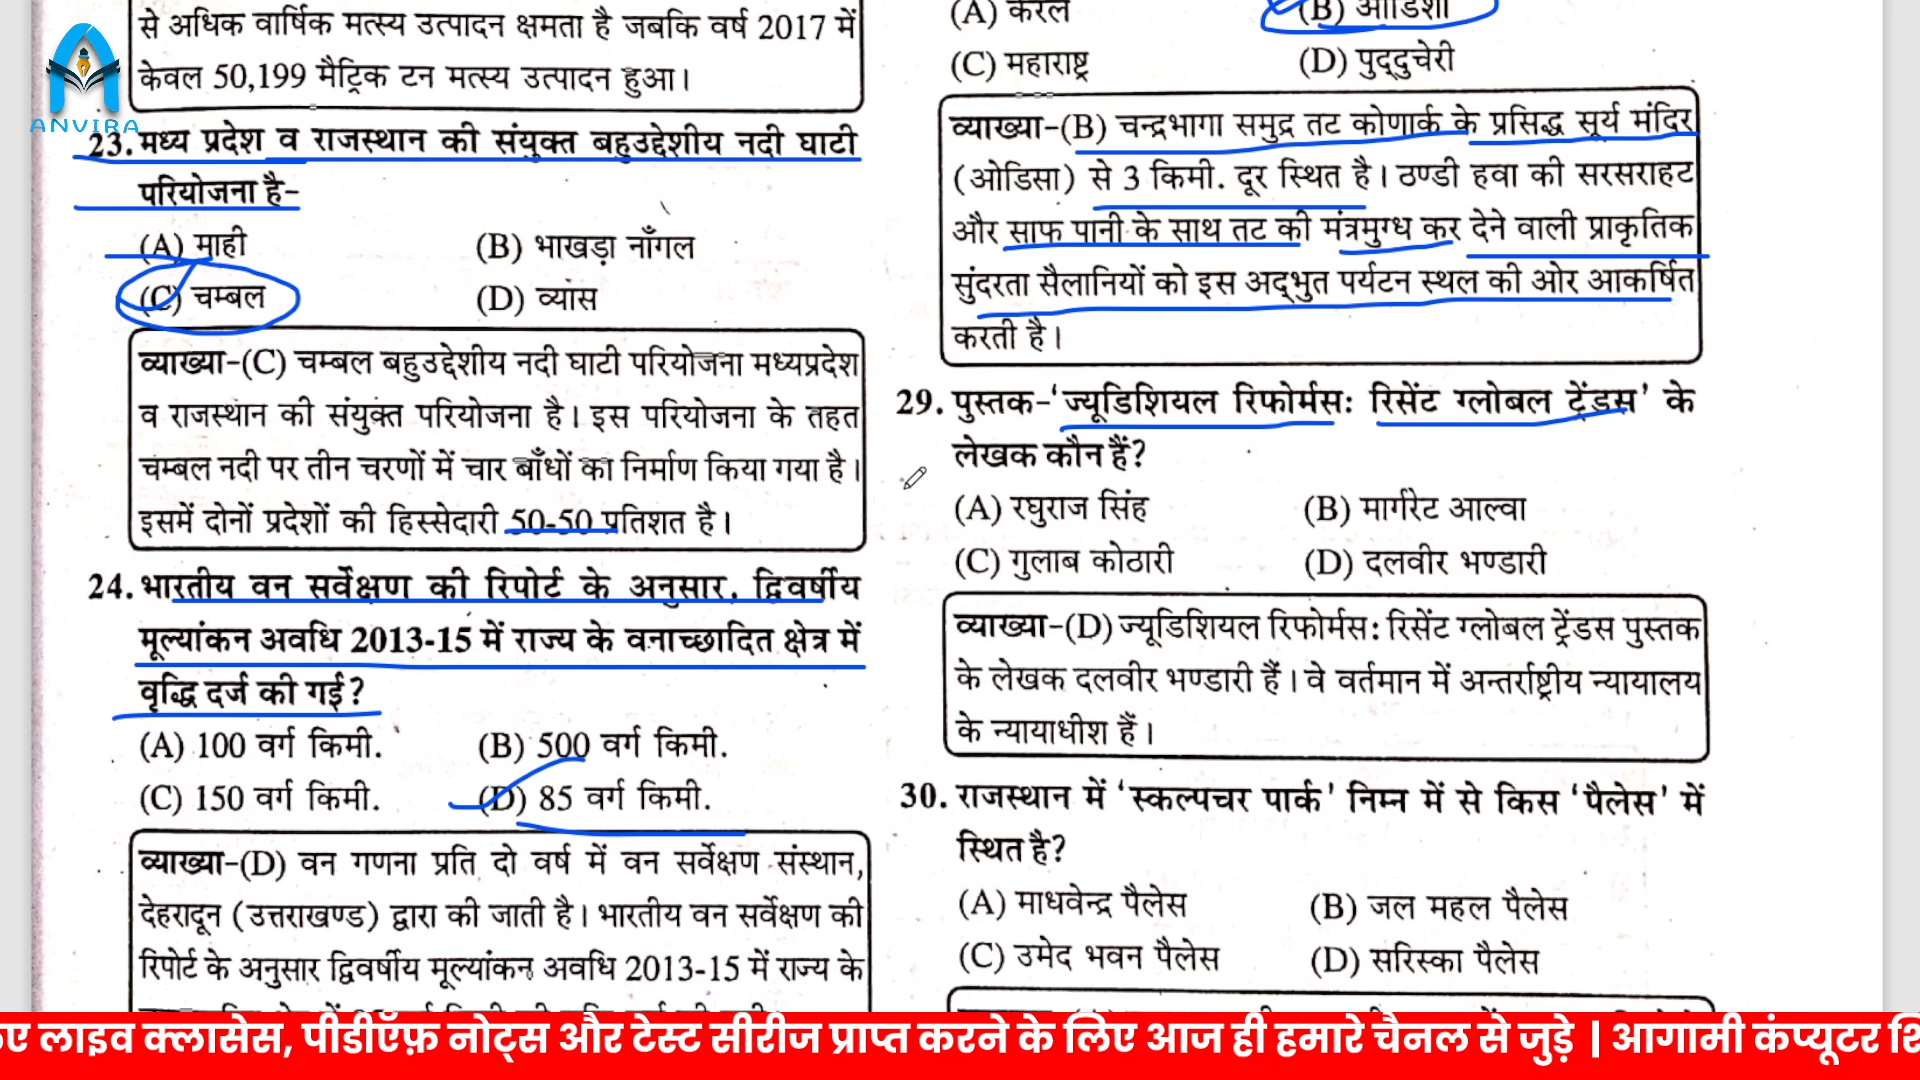 ANVIRA
से अधिक वार्षिक मत्स्य उत्पादन क्षमता है जबकि वर्ष 2017 में
केवल 50,199 मैट्रिक टन मत्स्य उत्पादन हुआ।
23. मध्य प्रदेश व राजस्थान की संयुक्त बहुउद्देशीय नदी घाटी
परियोजना है-
(A) माही (B) भाखड़ा नाँगल
(C) चम्बल (D) व्यांस
व्याख्या-(C) चम्बल बहुउद्देशीय नदी घाटी परियोजना मध्यप्रदेश
व राजस्थान की संयुक्त परियोजना है। इस परियोजना के तहत
चम्बल नदी पर तीन चरणों में चार बाँधों का निर्माण किया गया है।
इसमें दोनों प्रदेशों की हिस्सेदारी 50-50 प्रतिशत है।
24. भारतीय वन सर्वेक्षण की रिपोर्ट के अनुसार, द्विवर्षीय
मूल्यांकन अवधि 2013-15 में राज्य के वनाच्छादित क्षेत्र में
वृद्धि दर्ज की गई?
(A) 100 वर्ग किमी. (B) 500 वर्ग किमी.
(C) 150 वर्ग किमी. (D) 85 वर्ग किमी.
व्याख्या-(D) वन गणना प्रति दो वर्ष में वन सर्वेक्षण संस्थान,
देहरादून (उत्तराखण्ड) द्वारा की जाती है। भारतीय वन सर्वेक्षण की
रिपोर्ट के अनुसार द्विवर्षीय मूल्यांकन अवधि 2013-15 में राज्य के
(A) केरल (B) ओडिशा
(C) महाराष्ट्र (D) पुद्दुचेरी
व्याख्या-(B) चन्द्रभागा समुद्र तट कोणार्क के प्रसिद्ध सूर्य मंदिर
(ओडिसा) से 3 किमी. दूर स्थित है। ठण्डी हवा की सरसराहट
और साफ पानी के साथ तट की मंत्रमुग्ध कर देने वाली प्राकृतिक
सुंदरता सैलानियों को इस अद्‌भुत पर्यटन स्थल की ओर आकर्षित
करती है।
29. पुस्तक-‘ज्यूडिशियल रिफोर्मसः रिसेंट ग्लोबल ट्रेंडस’ के
लेखक कौन हैं?
(A) रघुराज सिंह (B) मार्गरेट आल्वा
(C) गुलाब कोठारी (D) दलवीर भण्डारी
व्याख्या-(D) ज्यूडिशियल रिफोर्मस: रिसेंट ग्लोबल ट्रेंडस पुस्तक
के लेखक दलवीर भण्डारी हैं। वे वर्तमान में अन्तर्राष्ट्रीय न्यायालय
के न्यायाधीश हैं।
30. राजस्थान में ‘स्कल्पचर पार्क’ निम्न में से किस ‘पैलेस’ में
स्थित है?
(A) माधवेन्द्र पैलेस (B) जल महल पैलेस
(C) उमेद भवन पैलेस (D) सरिस्का पैलेस
लाइव क्लासेस, पीडीऍफ़ नोट्स और टेस्ट सीरीज प्राप्त करने के लिए आज ही हमारे चैनल से जुड़े | आगामी कंप्यूटर